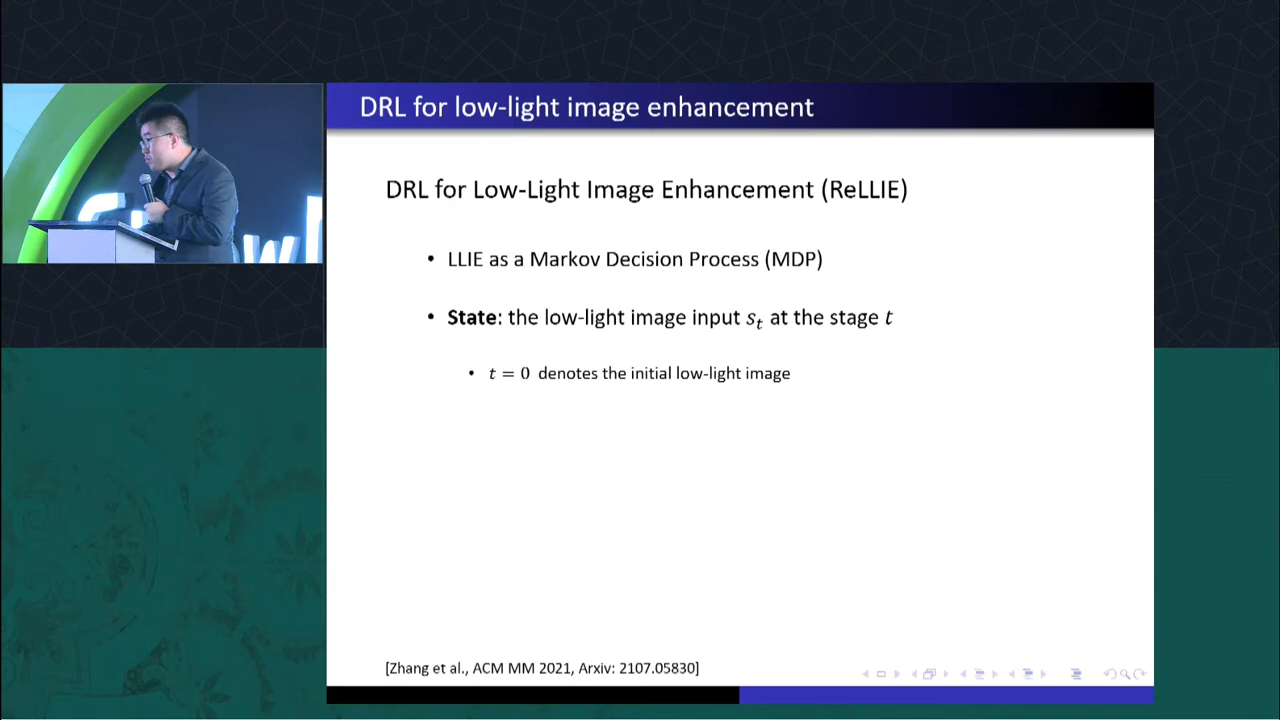 DRL for low-light image enhancement
DRL for Low-Light Image Enhancement (ReLLIE)
• LLIE as a Markov Decision Process (MDP)
• State: the low-light image input sₜ at the stage t
• t = 0 denotes the initial low-light image
[Zhang et al., ACM MM 2021, Arxiv: 2107.05830]